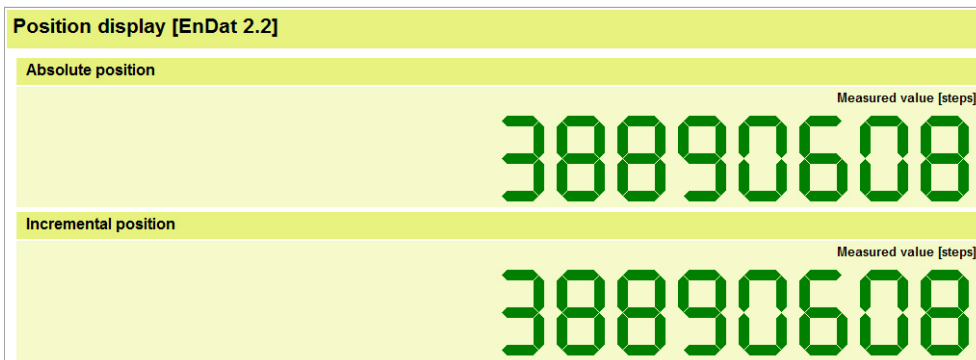 Position display [EnDat 2.2]
Absolute position
Measured value [steps]
38890608
Incremental position
Measured value [steps]
38890608